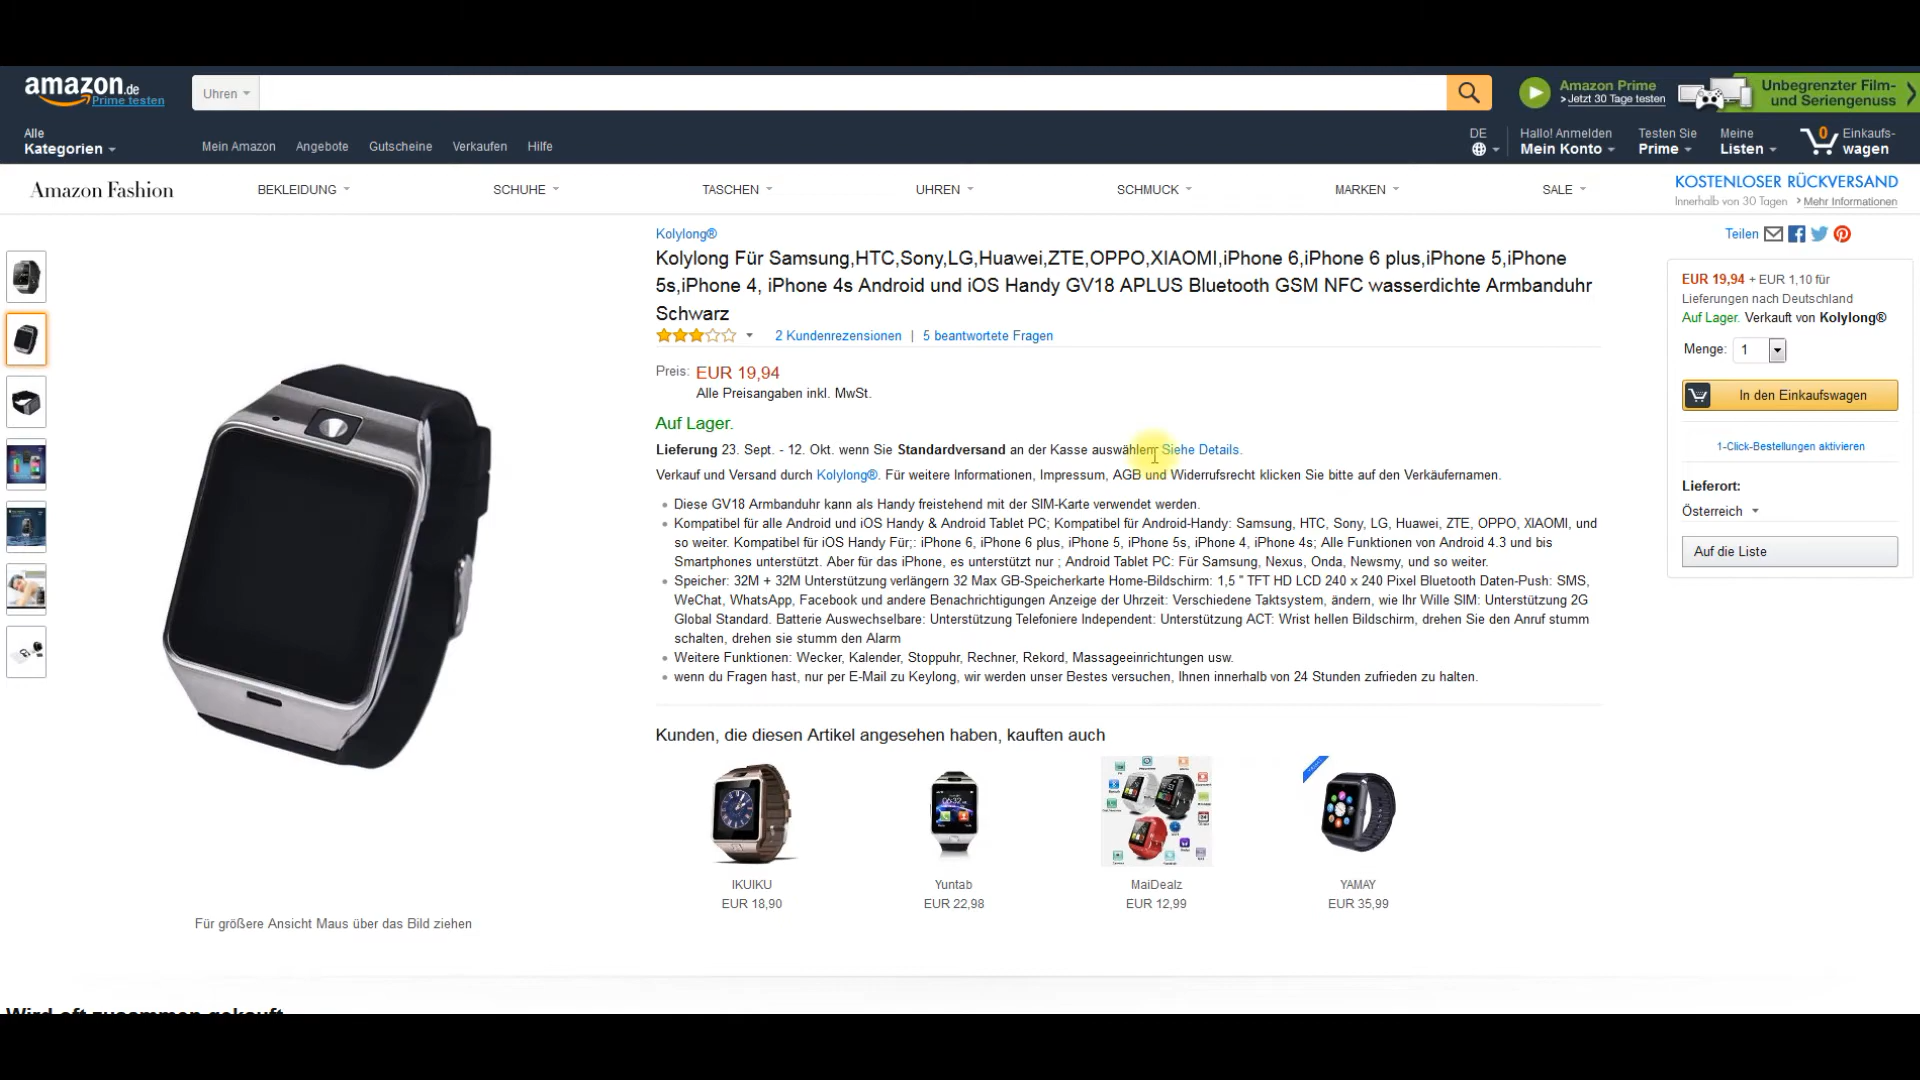 amazon.de
Prime testen
Uhren
Amazon Prime
>Jetzt 30 Tage testen
Unbegrenzter Film-
und Seriengenuss
Alle
Kategorien
Mein Amazon
Angebote
Gutscheine
Verkaufen
Hilfe
DE
Hallo! Anmelden
Mein Konto
Testen Sie
Prime
Meine
Listen
0
Einkaufs-
wagen
Amazon Fashion
BEKLEIDUNG
SCHUHE
TASCHEN
UHREN
SCHMUCK
MARKEN
SALE
KOSTENLOSER RÜCKVERSAND
Innerhalb von 30 Tagen > Mehr Informationen
Kolylong®
Kolylong Für Samsung,HTC,Sony,LG,Huawei,ZTE,OPPO,XIAOMI,iPhone 6,iPhone 6 plus,iPhone 5,iPhone
5s,iPhone 4, iPhone 4s Android und iOS Handy GV18 APLUS Bluetooth GSM NFC wasserdichte Armbanduhr
Schwarz
2 Kundenrezensionen | 5 beantwortete Fragen
Preis: EUR 19,94
Alle Preisangaben inkl. MwSt.
Auf Lager.
Lieferung 23. Sept. - 12. Okt. wenn Sie Standardversand an der Kasse auswählen. Siehe Details.
Verkauf und Versand durch Kolylong®. Für weitere Informationen, Impressum, AGB und Widerrufsrecht klicken Sie bitte auf den Verkäufernamen.
Diese GV18 Armbanduhr kann als Handy freistehend mit der SIM-Karte verwendet werden.
Kompatibel für alle Android und iOS Handy & Android Tablet PC; Kompatibel für Android-Handy: Samsung, HTC, Sony, LG, Huawei, ZTE, OPPO, XIAOMI, und
so weiter. Kompatibel für iOS Handy Für;: iPhone 6, iPhone 6 plus, iPhone 5, iPhone 5s, iPhone 4, iPhone 4s; Alle Funktionen von Android 4.3 und bis
Smartphones unterstützt. Aber für das iPhone, es unterstützt nur ; Android Tablet PC: Für Samsung, Nexus, Onda, Newsmy, und so weiter.
Speicher: 32M + 32M Unterstützung verlängern 32 Max GB-Speicherkarte Home-Bildschirm: 1,5 " TFT HD LCD 240 x 240 Pixel Bluetooth Daten-Push: SMS,
WeChat, WhatsApp, Facebook und andere Benachrichtigungen Anzeige der Uhrzeit: Verschiedene Taktsystem, ändern, wie Ihr Wille SIM: Unterstützung 2G
Global Standard. Batterie Auswechselbare: Unterstützung Telefoniere Independent: Unterstützung ACT: Wrist hellen Bildschirm, drehen Sie den Anruf stumm
schalten, drehen sie stumm den Alarm
Weitere Funktionen: Wecker, Kalender, Stoppuhr, Rechner, Rekord, Massageeinrichtungen usw.
wenn du Fragen hast, nur per E-Mail zu Keylong, wir werden unser Bestes versuchen, Ihnen innerhalb von 24 Stunden zufrieden zu halten.
Teilen
EUR 19,94 + EUR 1,10 für
Lieferungen nach Deutschland
Auf Lager. Verkauft von Kolylong®
Menge: 1
In den Einkaufswagen
1-Click-Bestellungen aktivieren
Lieferort:
Österreich
Auf die Liste
Für größere Ansicht Maus über das Bild ziehen
Kunden, die diesen Artikel angesehen haben, kauften auch
IKUIKU
EUR 18,90
Yuntab
EUR 22,98
MaiDealz
EUR 12,99
YAMAY
EUR 35,99
Wird oft zusammen gekauft